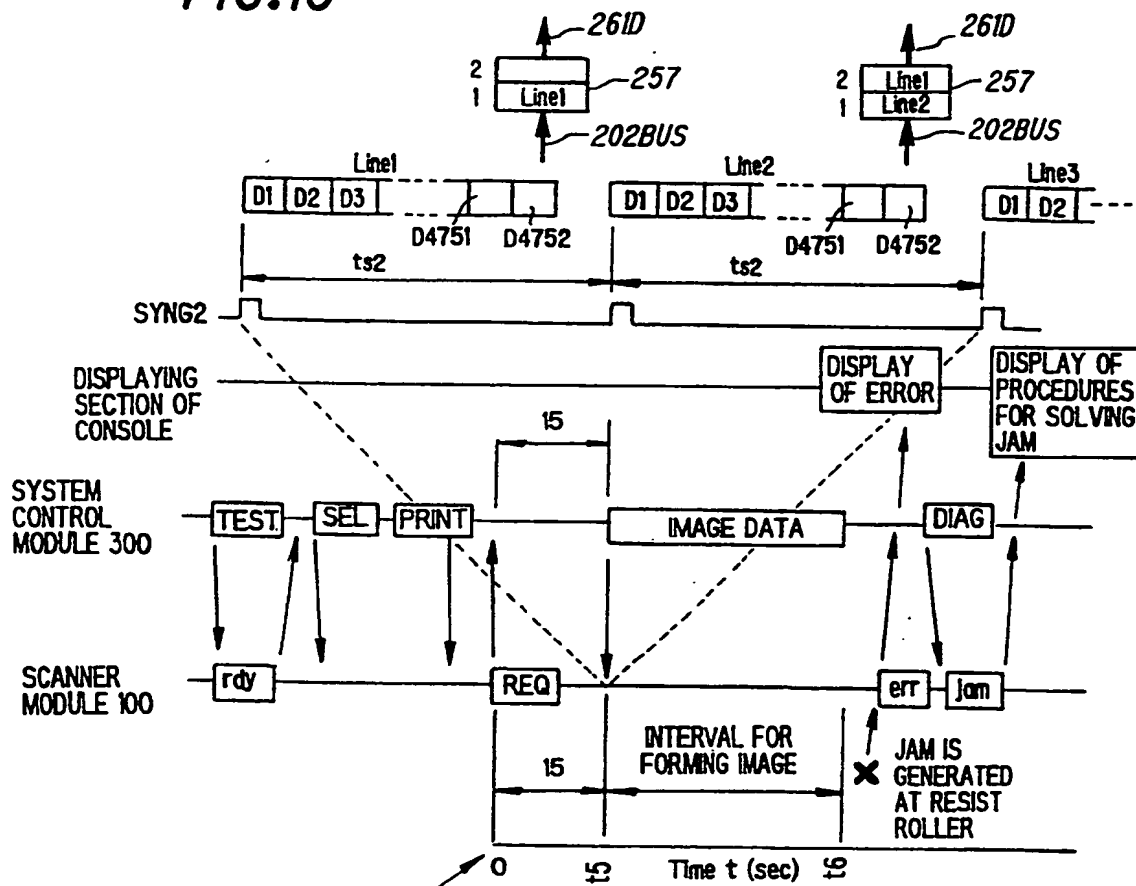 261D
261D
2
257
2 Line1
257
1 Line1
1 Line2
202BUS
202BUS
Line1
Line2
Line3
D1 D2 D3
D1 D2 D3
D1 D2
D4751 D4752
D4751 D4752
ts2
ts2
SYNG2
DISPLAYING
SECTION OF
CONSOLE
DISPLAY
OF ERROR
DISPLAY OF
PROCEDURES
FOR SOLVING
JAM
15
SYSTEM
CONTROL
MODULE 300
TEST.
SEL
PRINT
IMAGE DATA
DIAG
SCANNER
MODULE 100
rdy
REQ
err
jam
15
INTERVAL FOR
FORMING IMAGE
X
JAM IS
GENERATED
AT RESIST
ROLLER
0
t5
Time t (sec)
t6